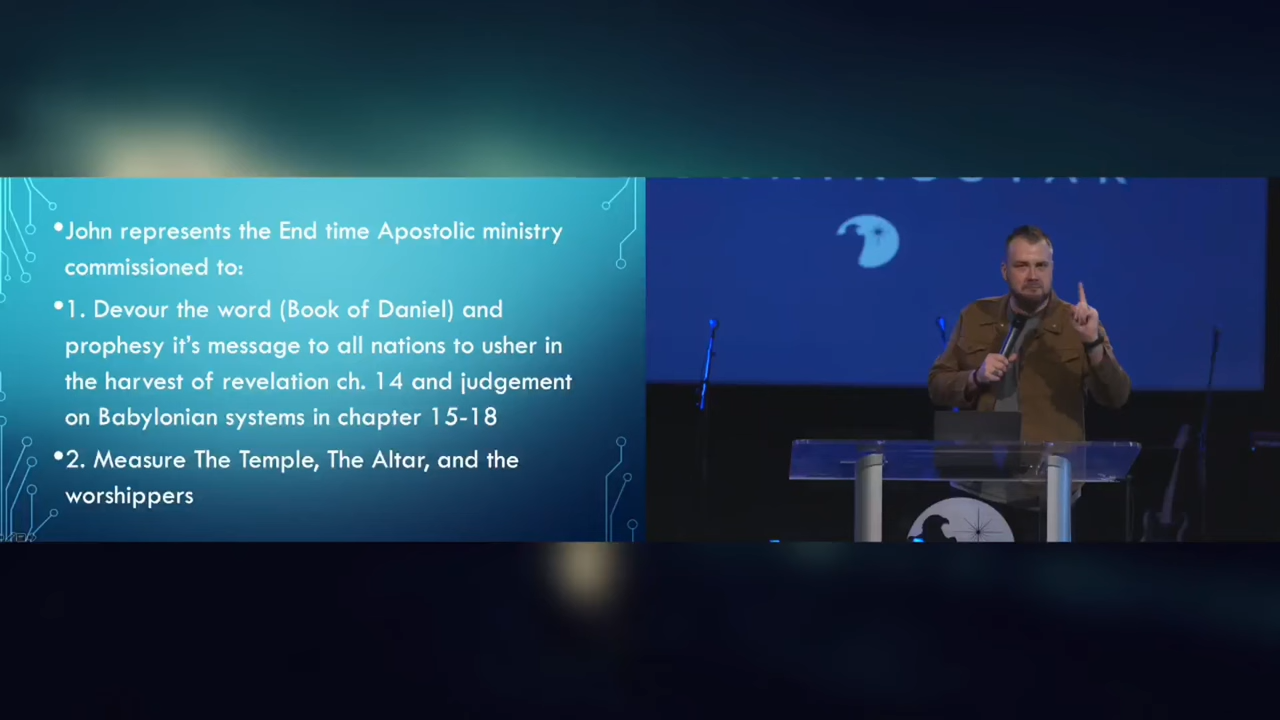 •John represents the End time Apostolic ministry
commissioned to:
•1. Devour the word (Book of Daniel) and
prophesy it's message to all nations to usher in
the harvest of revelation ch. 14 and judgement
on Babylonian systems in chapter 15-18
•2. Measure The Temple, The Altar, and the
worshippers